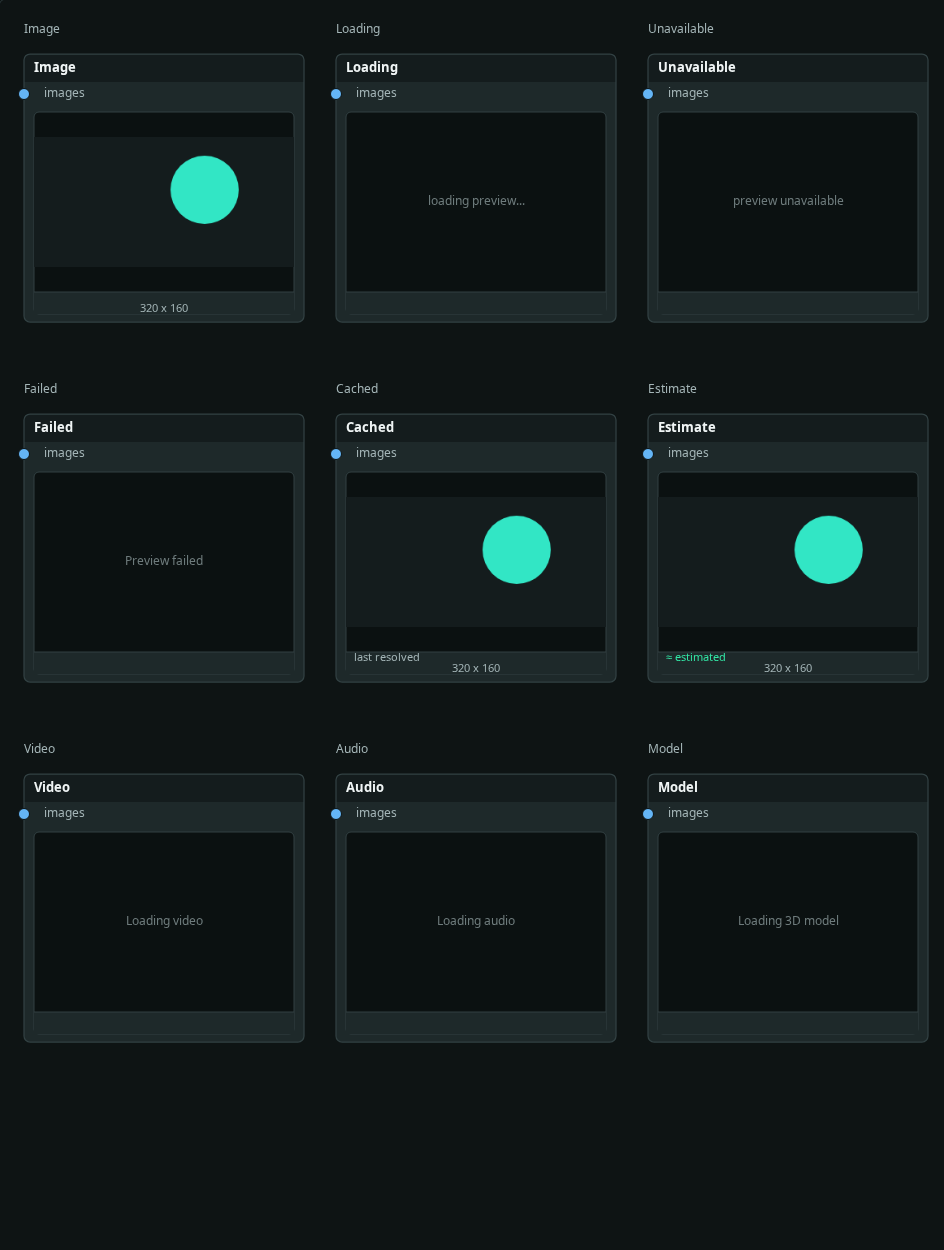 Image
Loading
Unavailable
Image
Loading
Unavailable
images
images
images
loading preview...
preview unavailable
320 x 160
Failed
Cached
Estimate
Failed
Cached
Estimate
images
images
images
Preview failed
last resolved
320 x 160
≈ estimated
320 x 160
Video
Audio
Model
Video
Audio
Model
images
images
images
Loading video
Loading audio
Loading 3D model